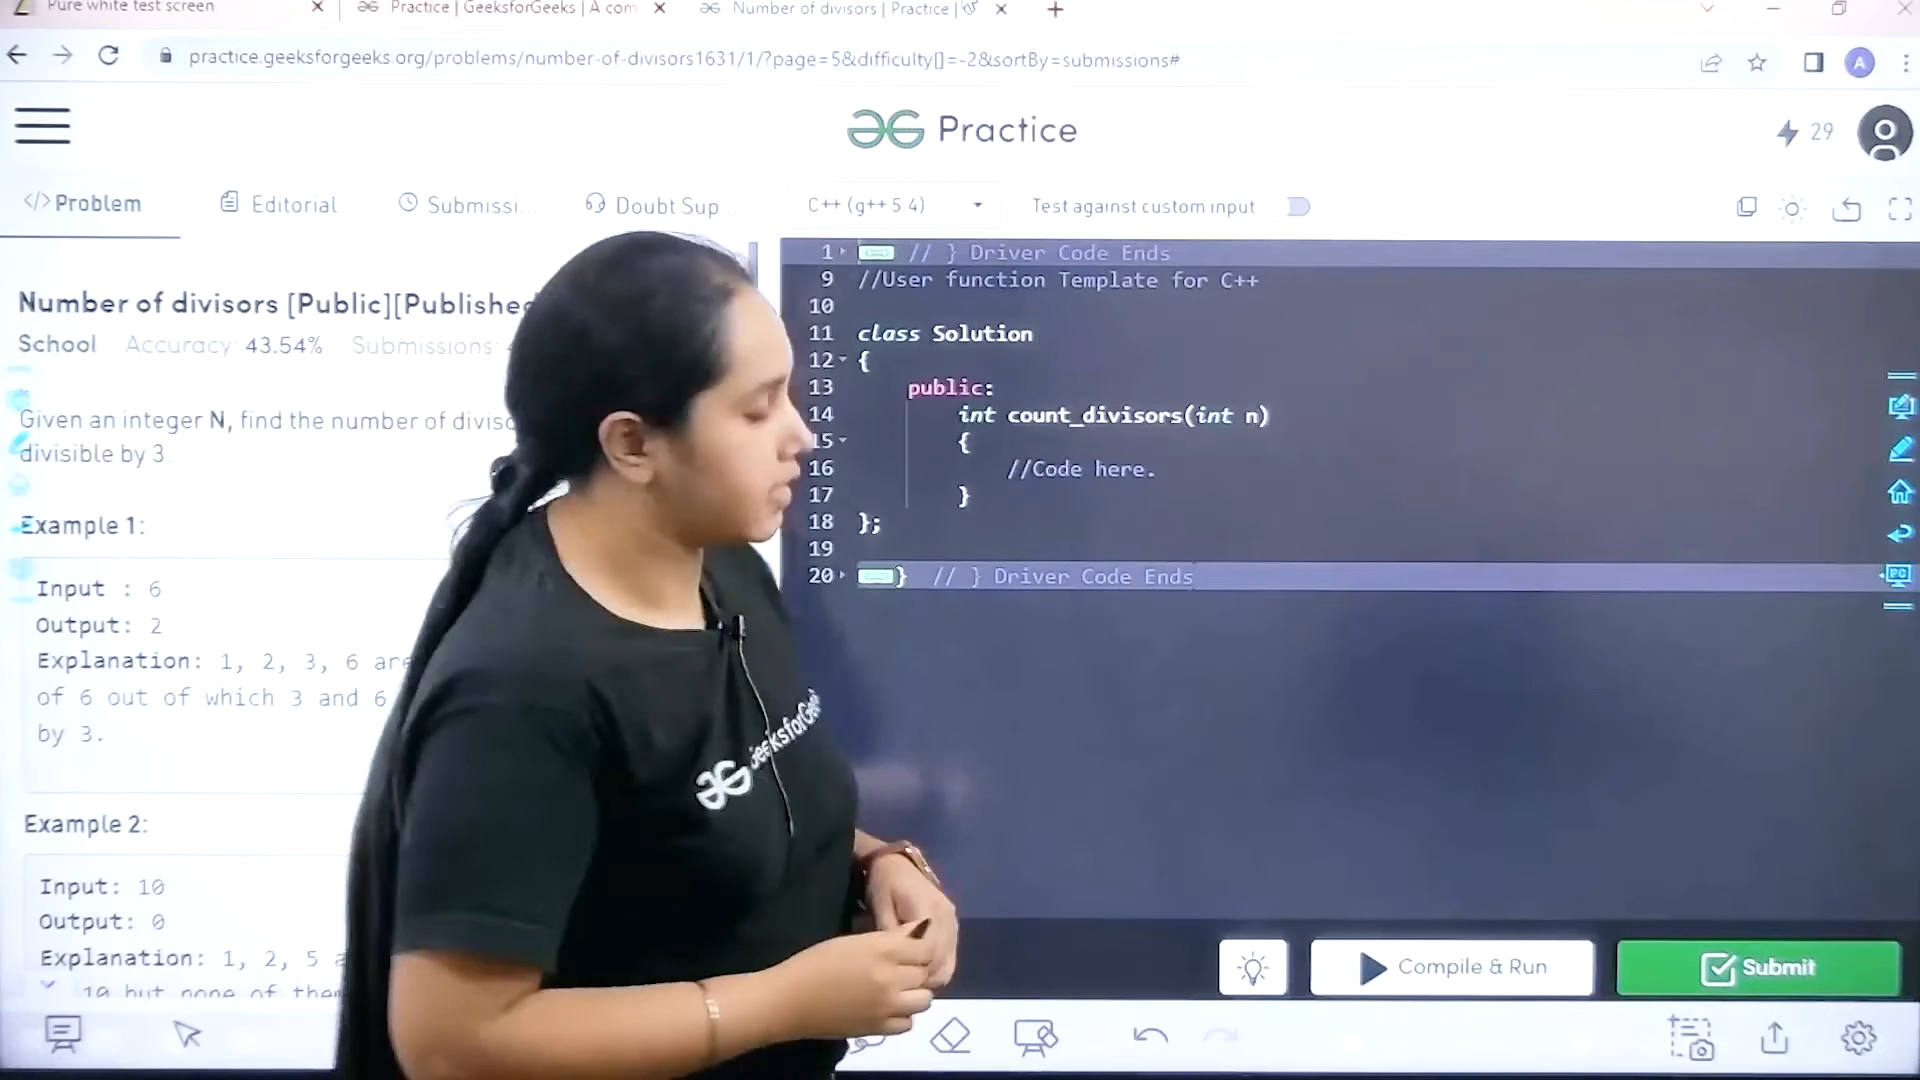 Pure white test screen
Practice | GeeksforGeeks | A com
Number of divisors | Practice |
practice.geeksforgeeks.org/problems/number-of-divisors1631/1/?page=5&difficulty[]=-2&sortBy=submissions#
A
Practice
29
</> Problem
Editorial
Submissi...
Doubt Sup...
C++ (g++ 5.4)
Test against custom input
Number of divisors [Public][Published
School Accuracy: 43.54% Submissions:
Given an integer N, find the number of
divisible by 3.
Example 1:
Input : 6
Output: 2
Explanation: 1, 2, 3, 6 are
of 6 out of which 3 and 6
by 3.
Example 2:
Input: 10
Output: 0
Explanation: 1, 2, 5
10 but none of
1 // } Driver Code Ends
9 //User function Template for C++
10
11 class Solution
12 {
13 public:
14 int count_divisors(int n)
15 {
16 //Code here.
17 }
18 };
19
20 } // } Driver Code Ends
PC
GeeksforGee
Compile & Run
Submit